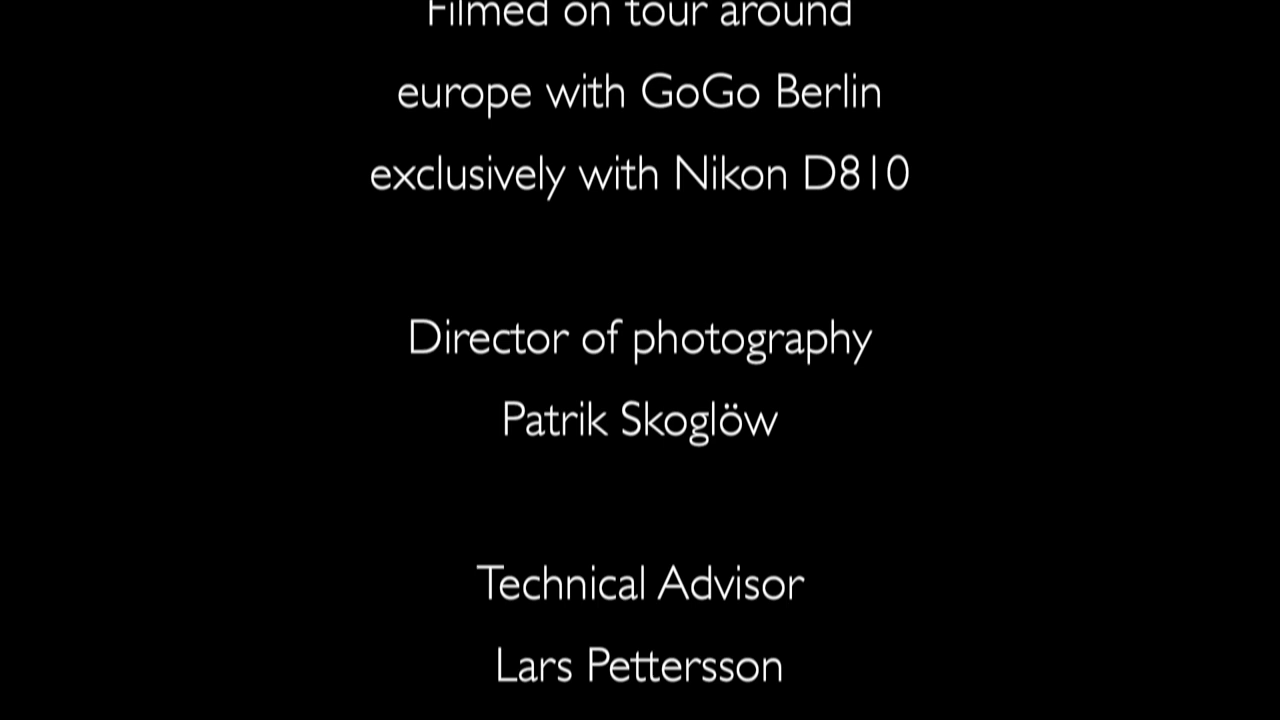 Filmed on tour around
europe with GoGo Berlin
exclusively with Nikon D810
Director of photography
Patrik Skoglöw
Technical Advisor
Lars Pettersson